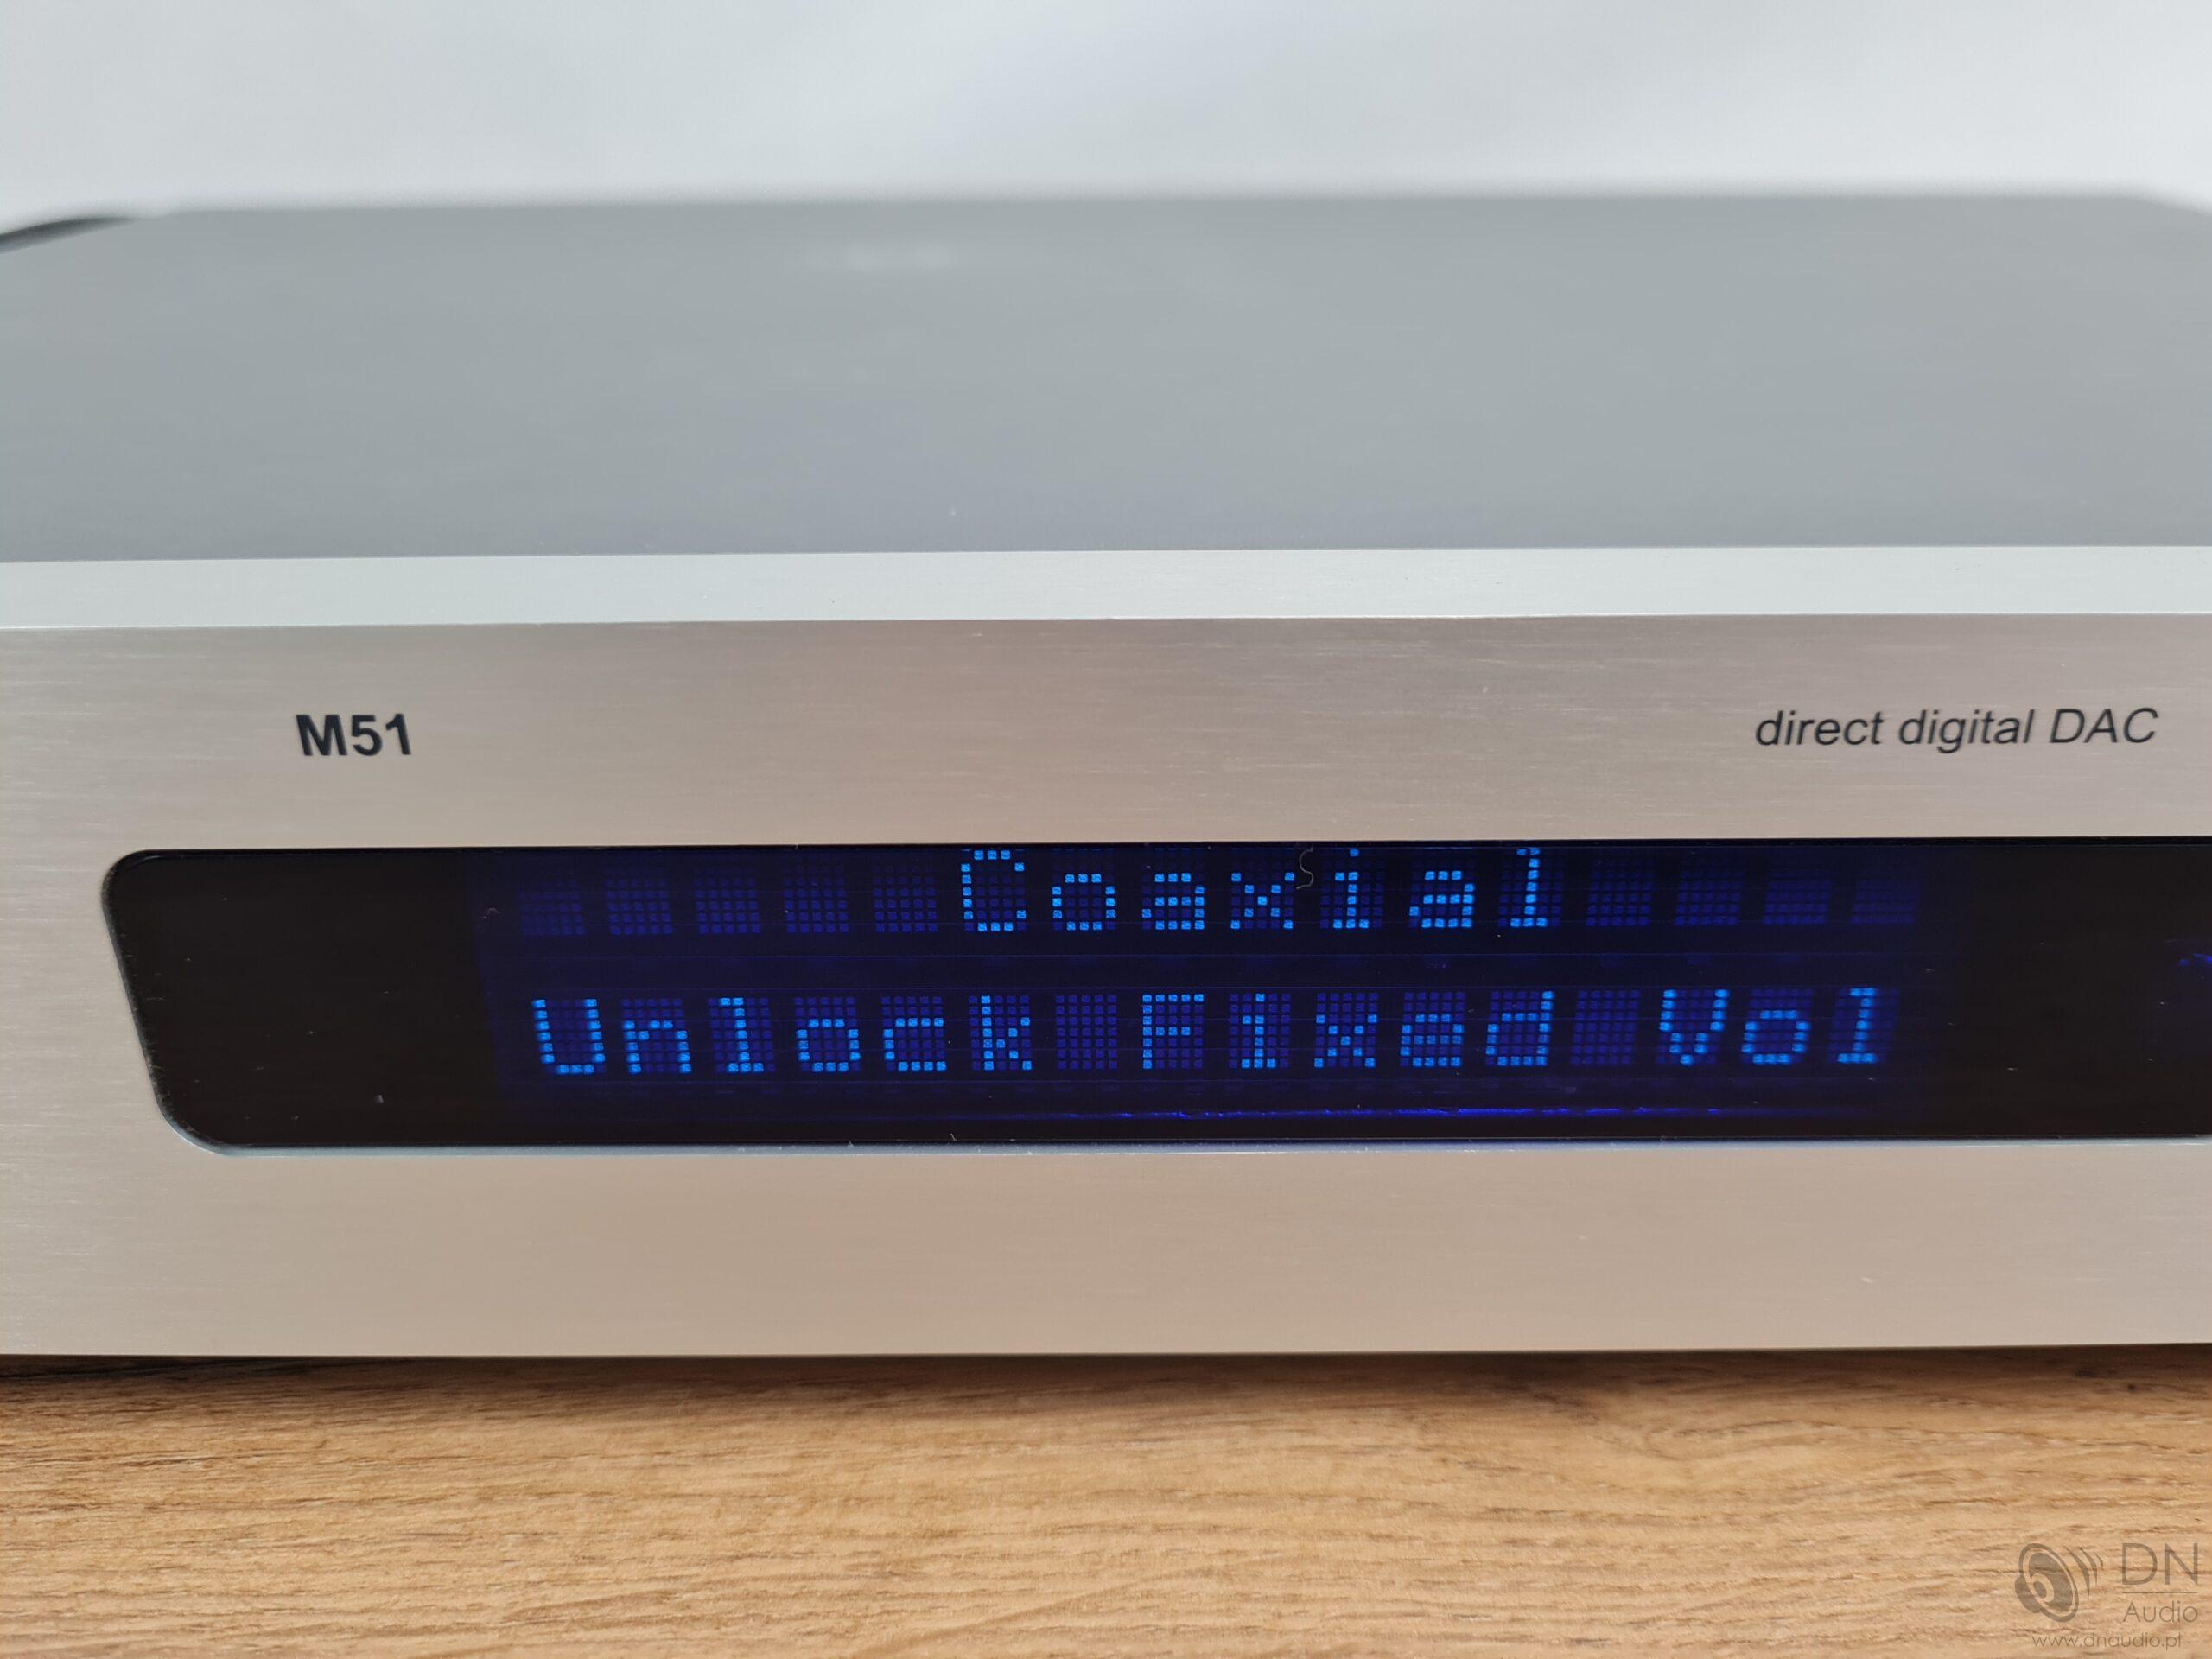 M51
direct digital DAC
Coaxial
Unlock Fixed Vol
DN
Audio
www.dnaudio.pl